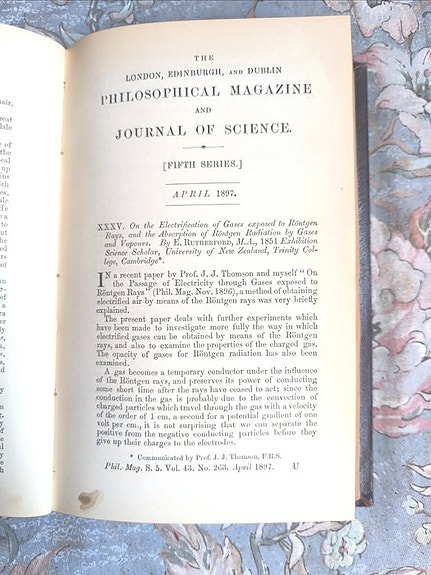 THE
LONDON, EDINBURGH, AND DUBLIN
PHILOSOPHICAL MAGAZINE
AND
JOURNAL OF SCIENCE.
[FIFTH SERIES.]
APRIL 1897.
XXXV. On the Electrification of Gases exposed to Röntgen
Rays, and the Absorption of Röntgen Radiation by Gases
and Vapours. By E. RUTHERFORD, M.A., 1851 Exhibition
Science Scholar, University of New Zealand, Trinity Col-
lege, Cambridge*.
IN a recent paper by Prof. J. J. Thomson and myself "On
the Passage of Electricity through Gases exposed to
Röntgen Rays" (Phil. Mag. Nov. 1896), a method of obtaining
electrified air by means of the Röntgen rays was very briefly
explained.
The present paper deals with further experiments which
have been made to investigate more fully the way in which
electrified gases can be obtained by means of the Röntgen
rays, and also to examine the properties of the charged gas.
The opacity of gases for Röntgen radiation has also been
examined.
A gas becomes a temporary conductor under the influence
of the Röntgen rays, and preserves its power of conducting
some short time after the rays have ceased to act; since the
conduction in the gas is probably due to the convection of
charged particles which travel through the gas with a velocity
of the order of 1 cm. a second for a potential gradient of one
volt per cm., it is not surprising that we can separate the
positive from the negative conducting particles before they
give up their charges to the electrodes.
* Communicated by Prof. J. J. Thomson, F.R.S.
Phil. Mag. S. 5. Vol. 43. No. 263. April 1897. U